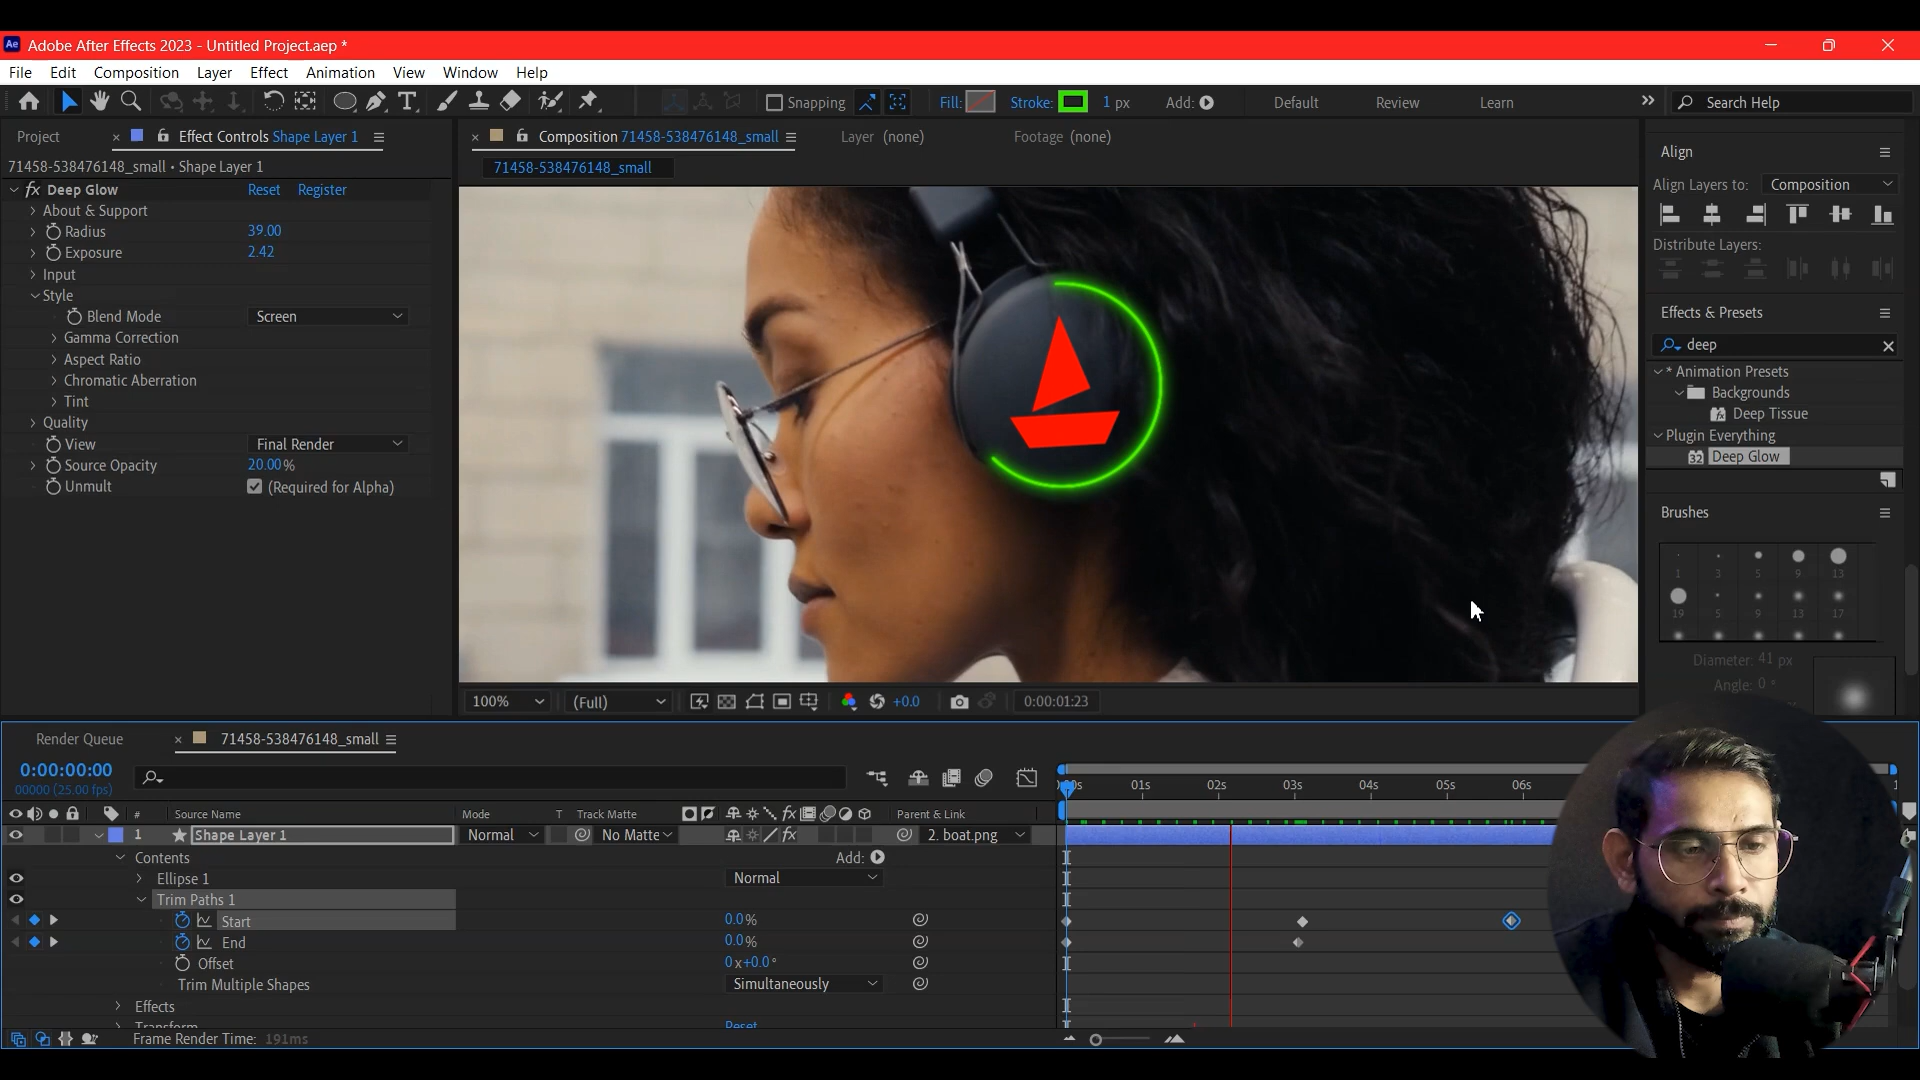 Ae Adobe After Effects 2023 - Untitled Project.aep *
File Edit Composition Layer Effect Animation View Window Help
Snapping Fill: Stroke: 1 px Add: Default Review Learn Search Help
Project Effect Controls Shape Layer 1
71458-538476148_small • Shape Layer 1
fx Deep Glow Reset Register
About & Support
Radius 39.00
Exposure 2.42
Input
Style
Blend Mode Screen
Gamma Correction
Aspect Ratio
Chromatic Aberration
Tint
Quality
View Final Render
Source Opacity 20.00%
Unmult (Required for Alpha)
Composition 71458-538476148_small Layer (none) Footage (none)
71458-538476148_small
100% (Full) +0.0 0:00:01:23
Align
Align Layers to: Composition
Distribute Layers:
Effects & Presets
deep
* Animation Presets
Backgrounds
Deep Tissue
Plugin Everything
32 Deep Glow
Brushes
1 3 5 9 13
19 5 9 13 17
Diameter: 41 px
Angle: 0 °
Render Queue 71458-538476148_small
0:00:00:00
00000 (25.00 fps)
01s 02s 03s 04s 05s 06s
# Source Name Mode T Track Matte fx Parent & Link
1 Shape Layer 1 Normal No Matte fx 2. boat.png
Contents Add:
Ellipse 1 Normal
Trim Paths 1
Start 0.0%
End 0.0%
Offset 0x+0.0°
Trim Multiple Shapes Simultaneously
Effects
Transform Reset
Frame Render Time: 191ms